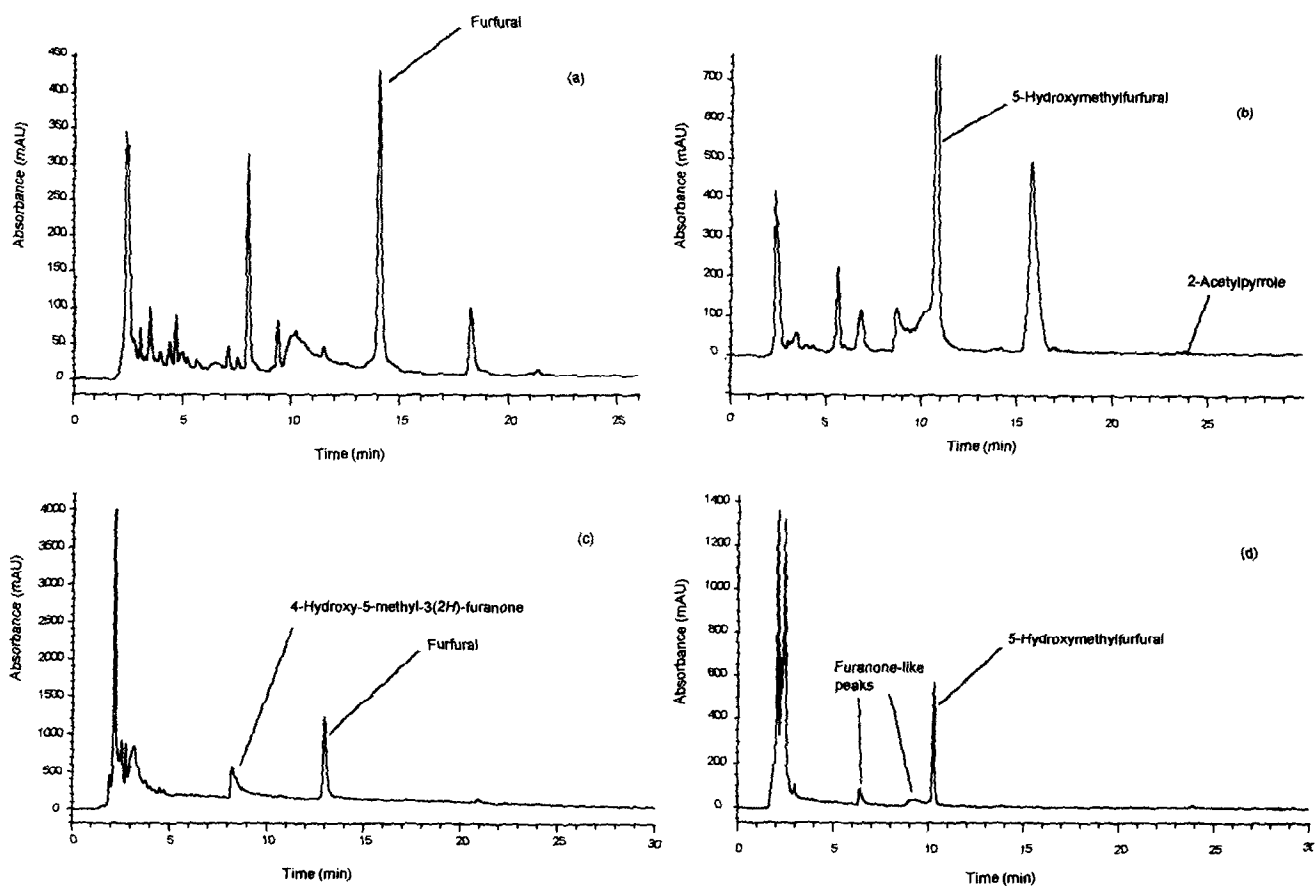 Furfural
(a)
450
400
350
300
250
200
150
100
50
0
Absorbance (mAU)
0 5 10 15 20 25
Time (min)
5-Hydroxymethylfurfural
(b)
2-Acetylpyrrole
700
600
500
400
300
200
100
0
Absorbance (mAU)
0 5 10 15 20 25
Time (min)
(c)
4-Hydroxy-5-methyl-3(2H)-furanone
Furfural
4000
3500
3000
2500
2000
1500
1000
500
0
Absorbance (mAU)
0 5 10 15 20 25 30
Time (min)
(d)
5-Hydroxymethylfurfural
Furanone-like
peaks
1400
1200
1000
800
600
400
200
0
Absorbance (mAU)
0 5 10 15 20 25 30
Time (min)